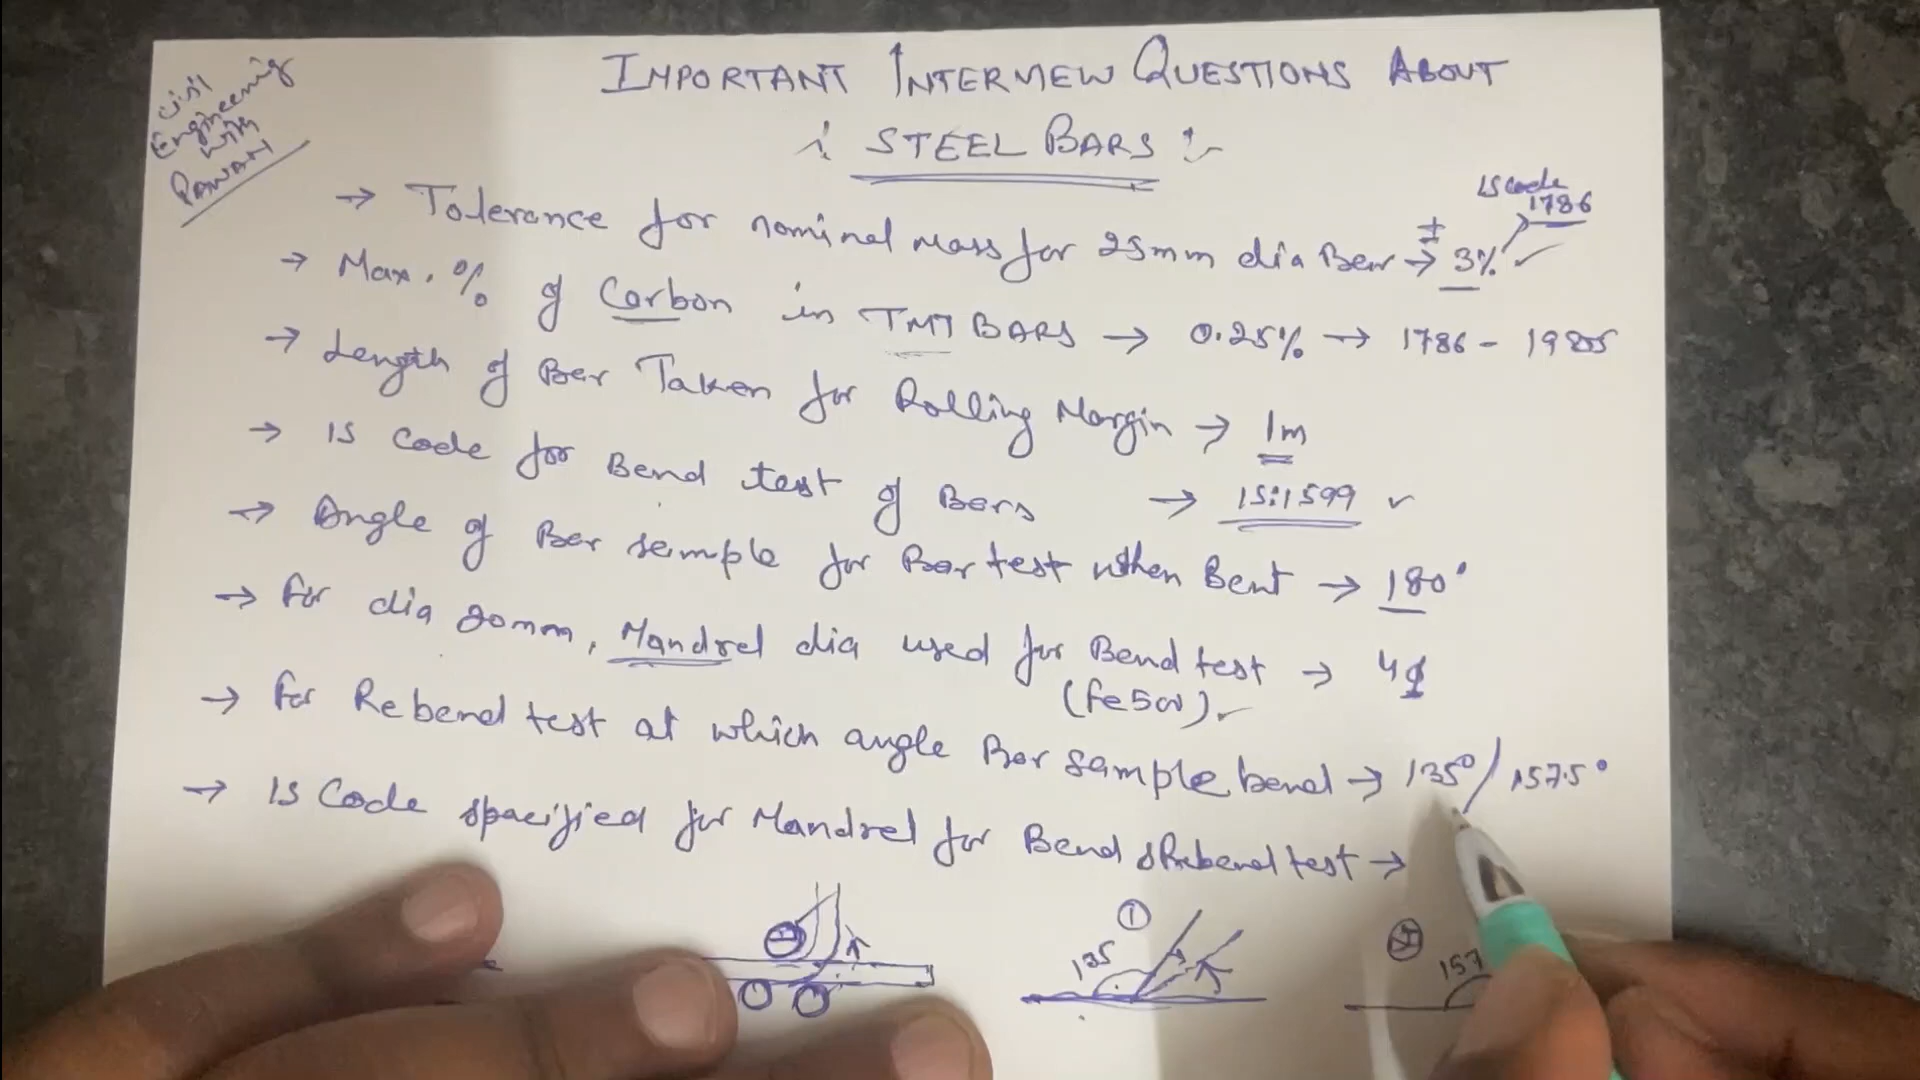 Civil
Engineering
with
PAWAN
IMPORTANT INTERVIEW QUESTIONS ABOUT
STEEL BARS :-
IS code
1786
→ Tolerance for nominal mass for 25mm dia Bar → ± 3% ✓
→ Max. % of Carbon in TMT BARS → 0.25% → 1786 - 1985
→ Length of Bar Taken for Rolling Margin → 1m
→ IS Code for Bend test of Bars → IS:1599 ✓
→ Angle of Bar sample for Bar test when Bent → 180°
→ for dia 20mm, Mandrel dia used for Bend test → 4ɸ
(fe500) ✓
→ for Rebend test at which angle Bar sample bend → 135°/157.5°
→ IS Code specified for Mandrel for Bend & Rebend test →
①
135
157